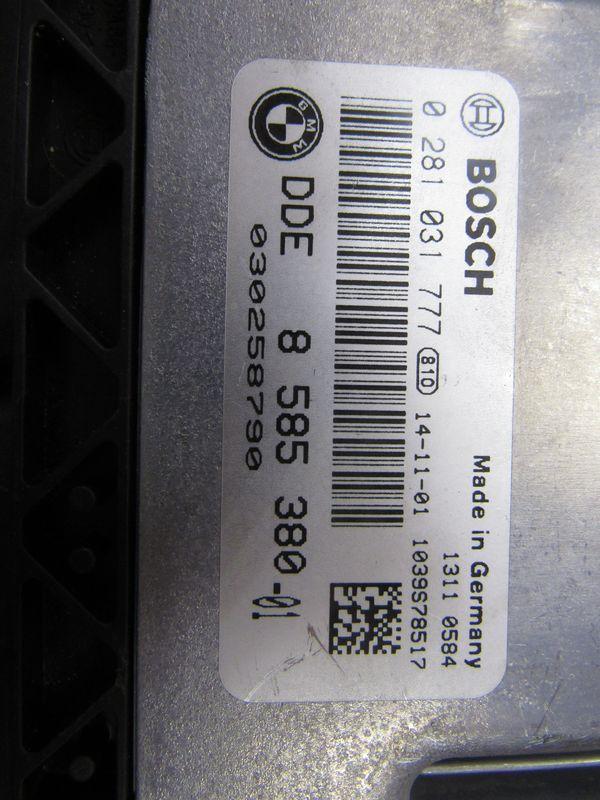 BOSCH
Made in Germany
1311 0584
0 281 031 777 810 14-11-01 1039S78517
BMW
DDE 8 585 380-01
030258790